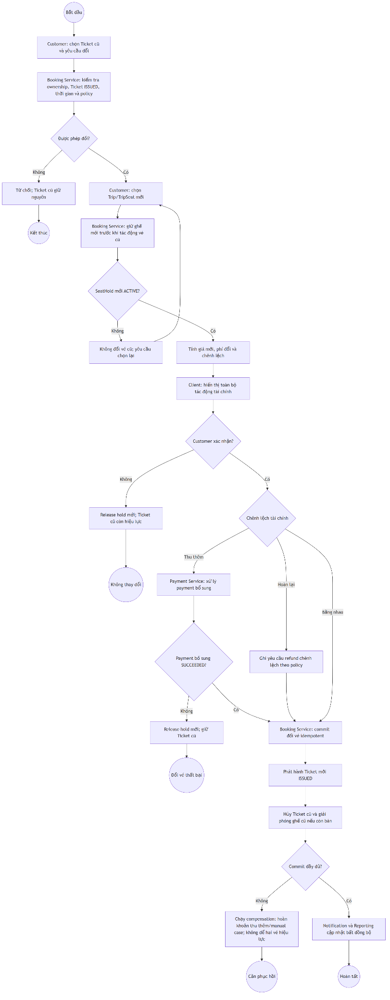 Bắt đầu
Customer: chọn Ticket cũ
và yêu cầu đổi
Booking Service: kiểm tra
ownership, Ticket ISSUED,
thời gian và policy
Được phép đổi?
Không
Có
Từ chối; Ticket cũ giữ
nguyên
Customer: chọn
Trip/TripSeat mới
Kết thúc
Booking Service: giữ ghế
mới trước khi tác động vé
cũ
SeatHold mới ACTIVE?
Không
Có
Không đổi vé cũ; yêu cầu
chọn lại
Tính giá mới, phí đổi và
chênh lệch
Client: hiển thị toàn bộ
tác động tài chính
Customer xác nhận?
Không
Có
Release hold mới; Ticket
cũ còn hiệu lực
Chênh lệch tài chính
Không thay đổi
Thu thêm
Hoàn lại
Bằng nhau
Payment Service: xử lý
payment bổ sung
Payment bổ sung
SUCCEEDED?
Ghi yêu cầu refund chênh
lệch theo policy
Không
Có
Release hold mới; giữ
Ticket cũ
Booking Service: commit
đổi vé idempotent
Đổi vé thất bại
Phát hành Ticket mới
ISSUED
Hủy Ticket cũ và giải
phóng ghế cũ nếu còn bán
Commit đầy đủ?
Không
Có
Chạy compensation: hoàn
khoản thu thêm/manual
case; không để hai vé hiệu
lực
Notification và Reporting
cập nhật bất đồng bộ
Cần phục hồi
Hoàn tất